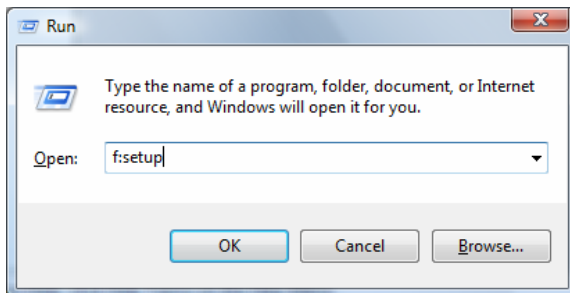 Run
Type the name of a program, folder, document, or Internet
resource, and Windows will open it for you.
Open: f:setup
OK Cancel Browse...